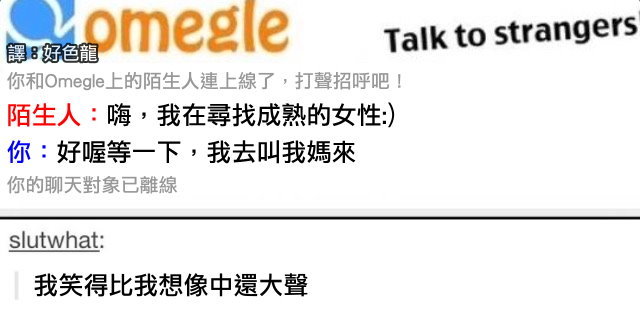 omegle
Talk to strangers
譯：好色龍
你和Omegle上的陌生人連上線了，打聲招呼吧！
陌生人：嗨，我在尋找成熟的女性:)
你：好喔等一下，我去叫我媽來
你的聊天對象已離線
slutwhat:
我笑得比我想像中還大聲